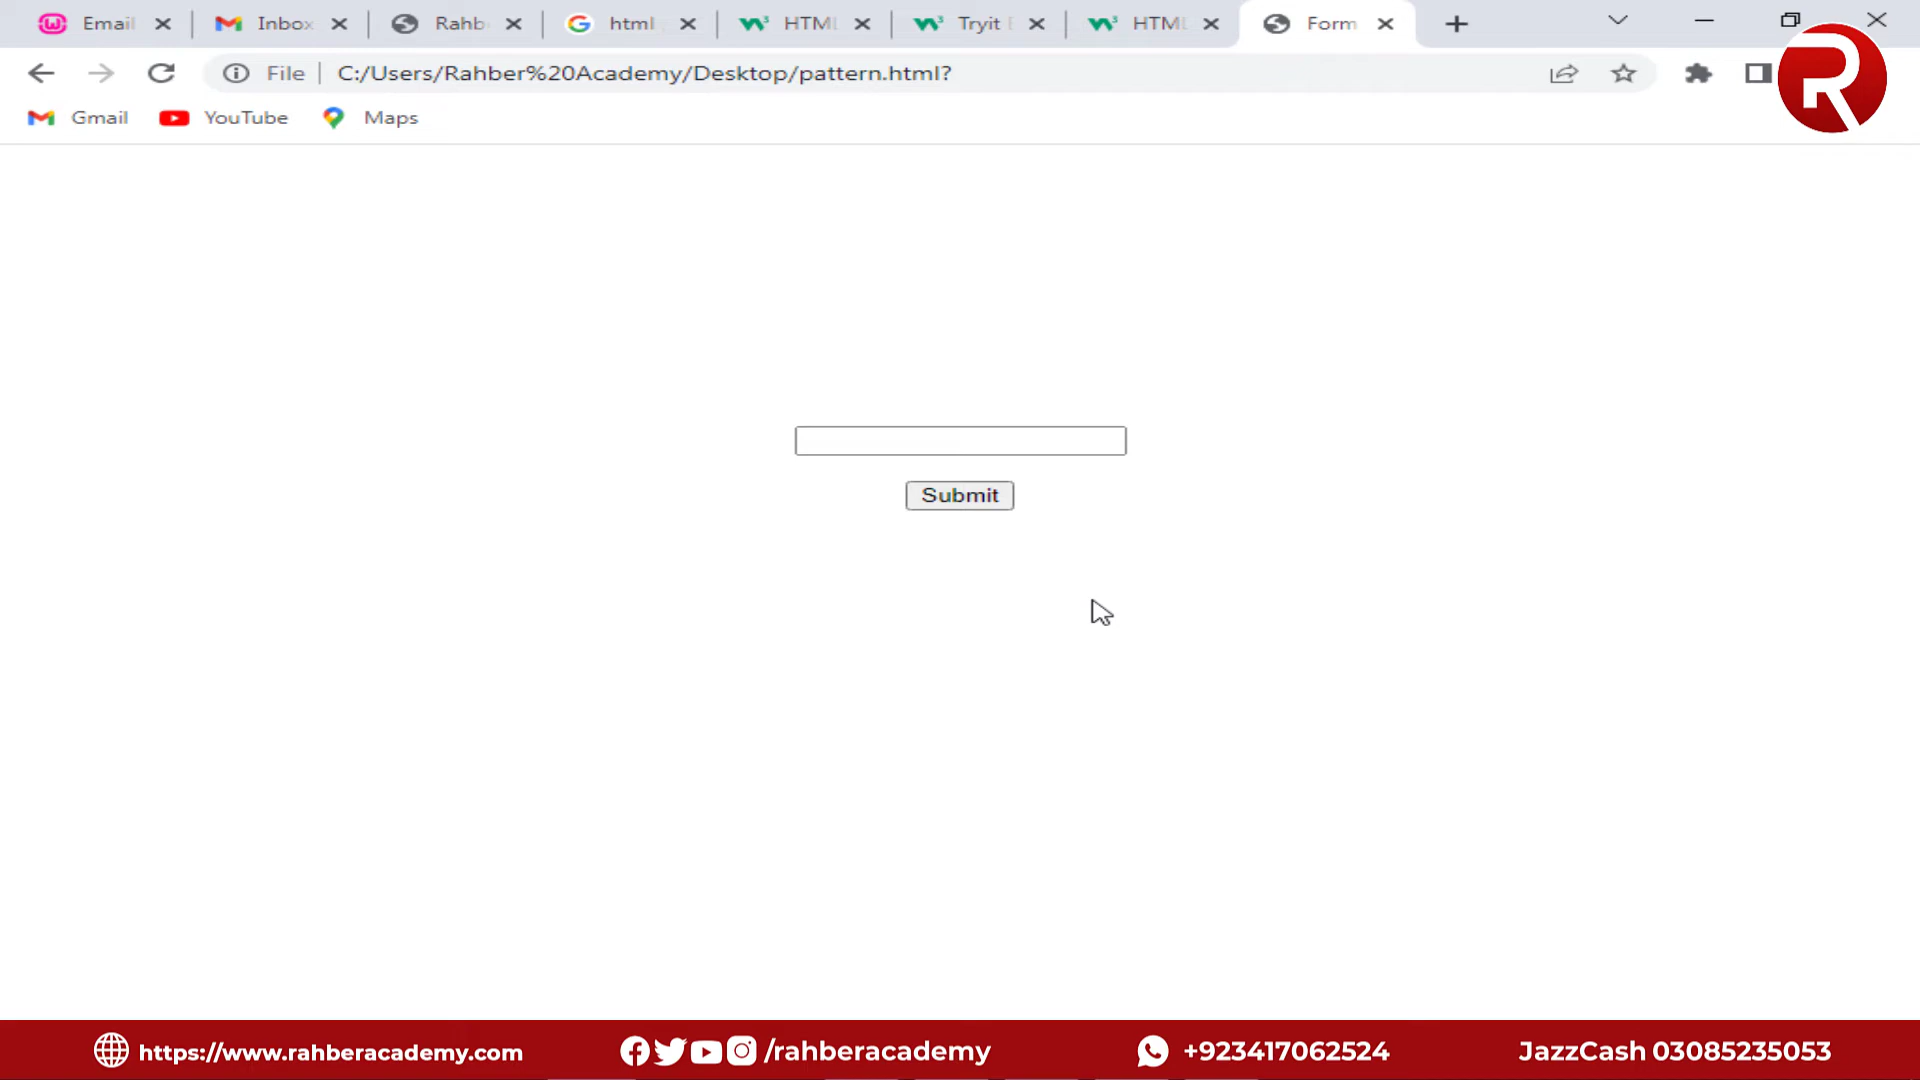 Email
Inbox
Rahb
html
HTML
Tryit E
HTML
Form
File
C:/Users/Rahber%20Academy/Desktop/pattern.html?
Gmail
YouTube
Maps
R
Submit
https://www.rahberacademy.com
/rahberacademy
+923417062524
JazzCash 03085235053